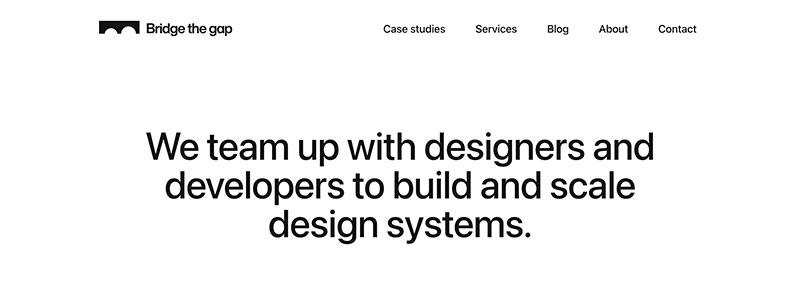 Bridge the gap
Case studies Services Blog About Contact
We team up with designers and
developers to build and scale
design systems.